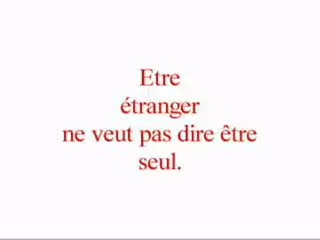 Etre
étranger
ne veut pas dire être
seul.